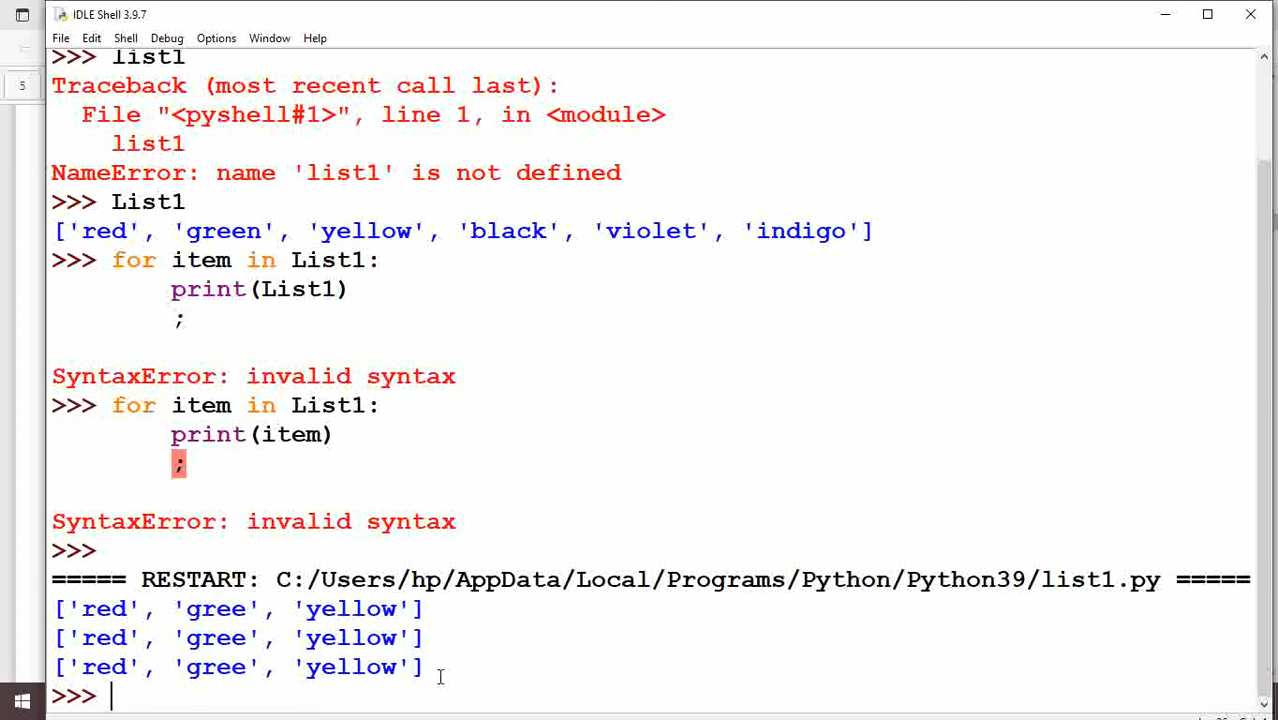 IDLE Shell 3.9.7
File Edit Shell Debug Options Window Help
5
>>> list1
Traceback (most recent call last):
  File "<pyshell#1>", line 1, in <module>
    list1
NameError: name 'list1' is not defined
>>> List1
['red', 'green', 'yellow', 'black', 'violet', 'indigo']
>>> for item in List1:
        print(List1)
        ;
SyntaxError: invalid syntax
>>> for item in List1:
        print(item)
        ;
SyntaxError: invalid syntax
>>>
===== RESTART: C:/Users/hp/AppData/Local/Programs/Python/Python39/list1.py =====
['red', 'gree', 'yellow']
['red', 'gree', 'yellow']
['red', 'gree', 'yellow']
>>>